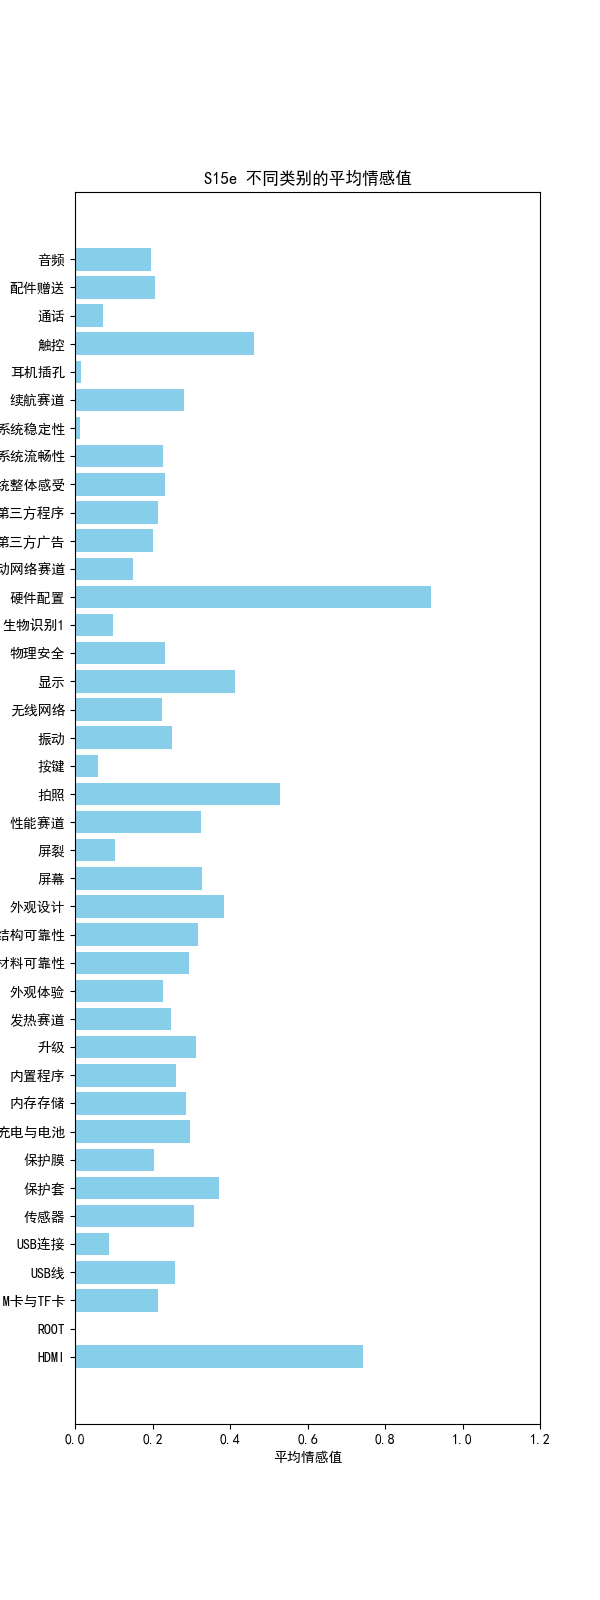 S15e 不同类别的平均情感值
音频
配件赠送
通话
触控
耳机插孔
续航赛道
系统稳定性
系统流畅性
统整体感受
第三方程序
第三方广告
动网络赛道
硬件配置
生物识别1
物理安全
显示
无线网络
振动
按键
拍照
性能赛道
屏裂
屏幕
外观设计
结构可靠性
材料可靠性
外观体验
发热赛道
升级
内置程序
内存存储
充电与电池
保护膜
保护套
传感器
USB连接
USB线
M卡与TF卡
ROOT
HDMI
0.0 0.2 0.4 0.6 0.8 1.0 1.2
平均情感值